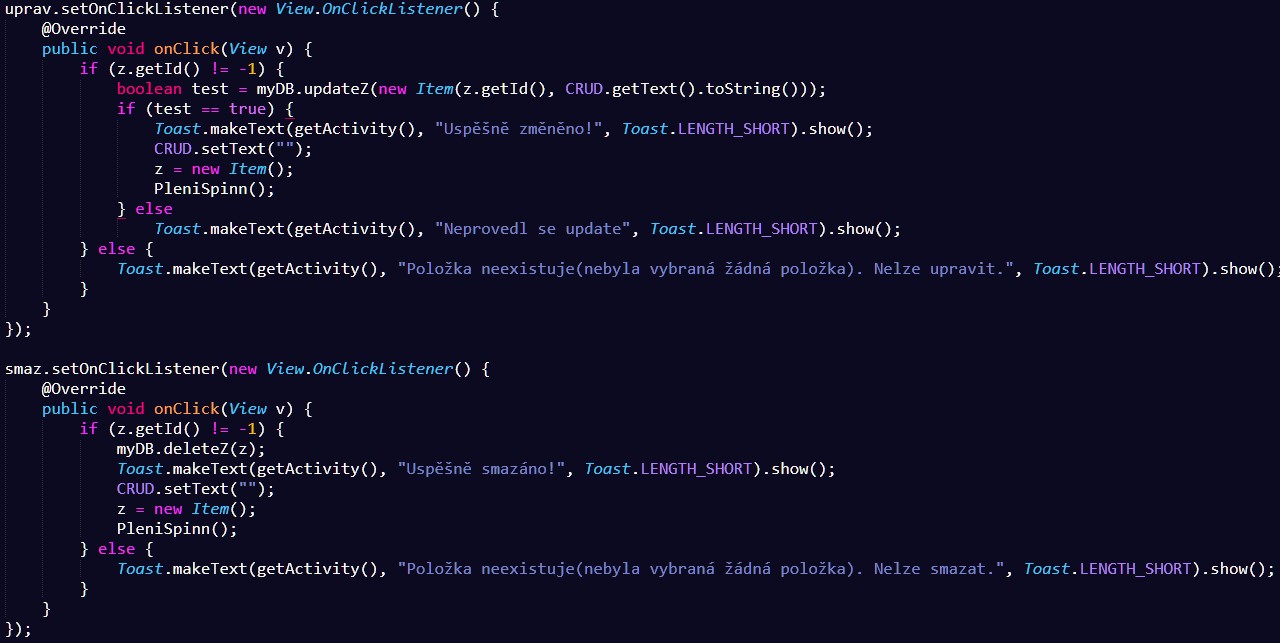 uprav.setOnClickListener(new View.OnClickListener() {
    @Override
    public void onClick(View v) {
        if (z.getId() != -1) {
            boolean test = myDB.updateZ(new Item(z.getId(), CRUD.getText().toString()));
            if (test == true) {
                Toast.makeText(getActivity(), "Uspěšně změněno!", Toast.LENGTH_SHORT).show();
                CRUD.setText("");
                z = new Item();
                PleniSpinn();
            } else
                Toast.makeText(getActivity(), "Neprovedl se update", Toast.LENGTH_SHORT).show();
        } else {
            Toast.makeText(getActivity(), "Položka neexistuje(nebyla vybraná žádná položka). Nelze upravit.", Toast.LENGTH_SHORT).show();
        }
    }
});

smaz.setOnClickListener(new View.OnClickListener() {
    @Override
    public void onClick(View v) {
        if (z.getId() != -1) {
            myDB.deleteZ(z);
            Toast.makeText(getActivity(), "Uspěšně smazáno!", Toast.LENGTH_SHORT).show();
            CRUD.setText("");
            z = new Item();
            PleniSpinn();
        } else {
            Toast.makeText(getActivity(), "Položka neexistuje(nebyla vybraná žádná položka). Nelze smazat.", Toast.LENGTH_SHORT).show();
        }
    }
});